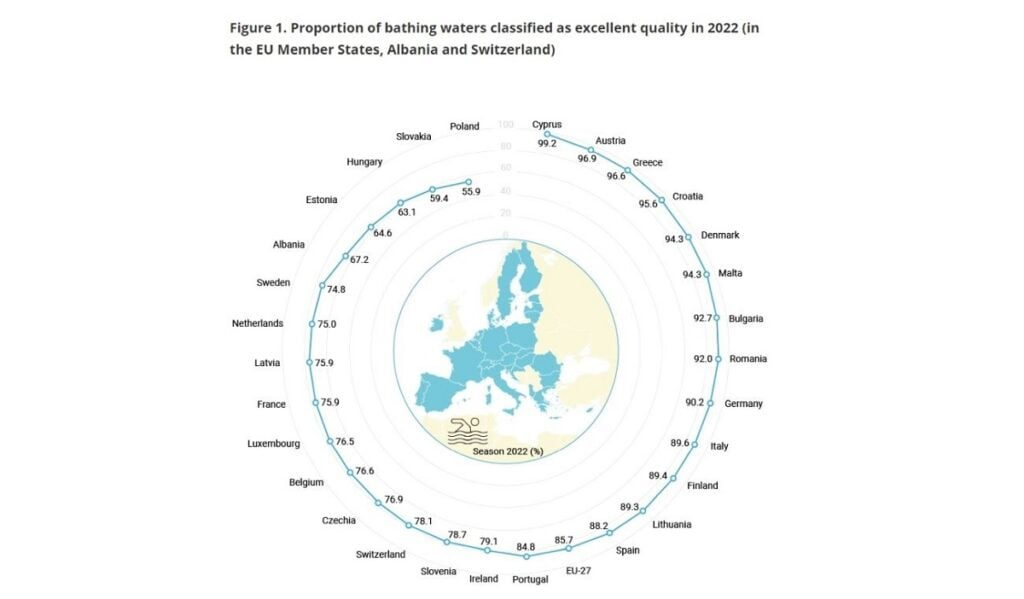 Figure 1. Proportion of bathing waters classified as excellent quality in 2022 (in
the EU Member States, Albania and Switzerland)
100
80
60
40
20
0
Cyprus
99.2
Austria
96.9
Greece
96.6
Croatia
95.6
Denmark
94.3
Malta
94.3
Bulgaria
92.7
Romania
92.0
Germany
90.2
Italy
89.6
Finland
89.4
Lithuania
89.3
Spain
88.2
EU-27
85.7
Portugal
84.8
Ireland
79.1
Slovenia
78.7
Switzerland
78.1
Czechia
76.9
Belgium
76.6
Luxembourg
76.5
France
75.9
Latvia
75.9
Netherlands
75.0
Sweden
74.8
Albania
67.2
Estonia
64.6
Hungary
63.1
Slovakia
59.4
Poland
55.9
Season 2022 (%)